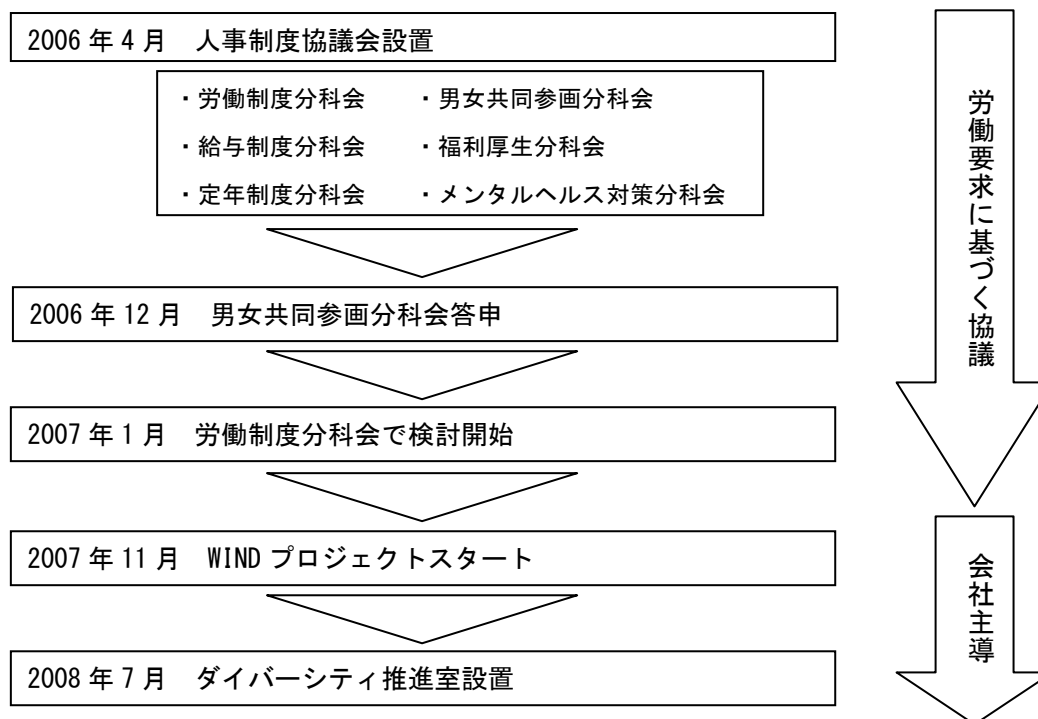 2006 年 4 月　人事制度協議会設置
・労働制度分科会　・男女共同参画分科会
・給与制度分科会　・福利厚生分科会
・定年制度分科会　・メンタルヘルス対策分科会
2006 年 12 月　男女共同参画分科会答申
2007 年 1 月　労働制度分科会で検討開始
2007 年 11 月　WIND プロジェクトスタート
2008 年 7 月　ダイバーシティ推進室設置
労働要求に基づく協議
会社主導